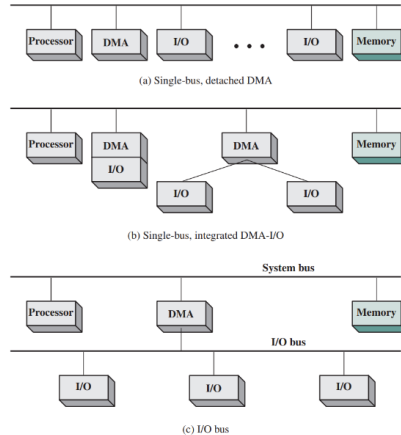 Processor DMA I/O I/O Memory
(a) Single-bus, detached DMA
Processor DMA DMA Memory
I/O
I/O I/O
(b) Single-bus, integrated DMA-I/O
System bus
Processor DMA Memory
I/O bus
I/O I/O I/O
(c) I/O bus